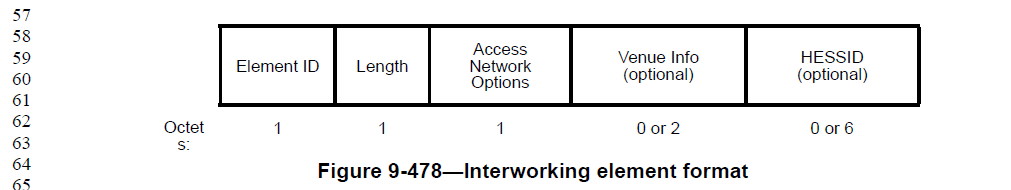 57
58
59
60
61
62
63
64
65
Element ID
Length
Access
Network
Options
Venue Info
(optional)
HESSID
(optional)
Octet
s:
1
1
1
0 or 2
0 or 6
Figure 9-478—Interworking element format